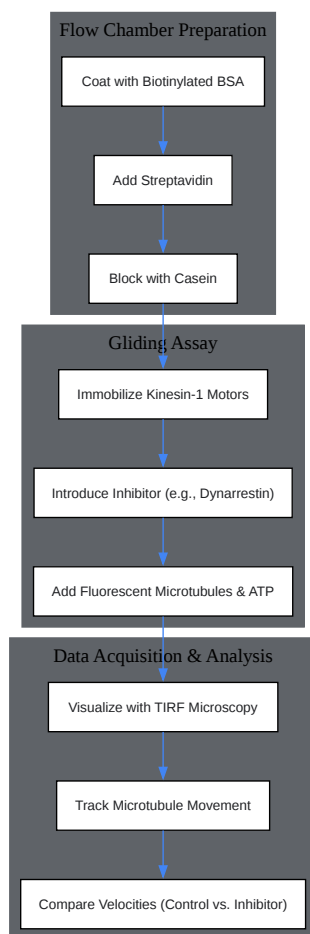 Flow Chamber Preparation
Coat with Biotinylated BSA
Add Streptavidin
Block with Casein
Gliding Assay
Immobilize Kinesin-1 Motors
Introduce Inhibitor (e.g., Dynarrestin)
Add Fluorescent Microtubules & ATP
Data Acquisition & Analysis
Visualize with TIRF Microscopy
Track Microtubule Movement
Compare Velocities (Control vs. Inhibitor)